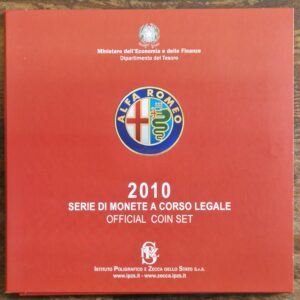 Ministero dell'Economia e delle Finanze
Dipartimento del Tesoro
ALFA ROMEO
2010
SERIE DI MONETE A CORSO LEGALE
OFFICIAL COIN SET
ISTITUTO POLIGRAFICO E ZECCA DELLO STATO S.p.A.
www.ipzs.it - www.zecca.ipzs.it